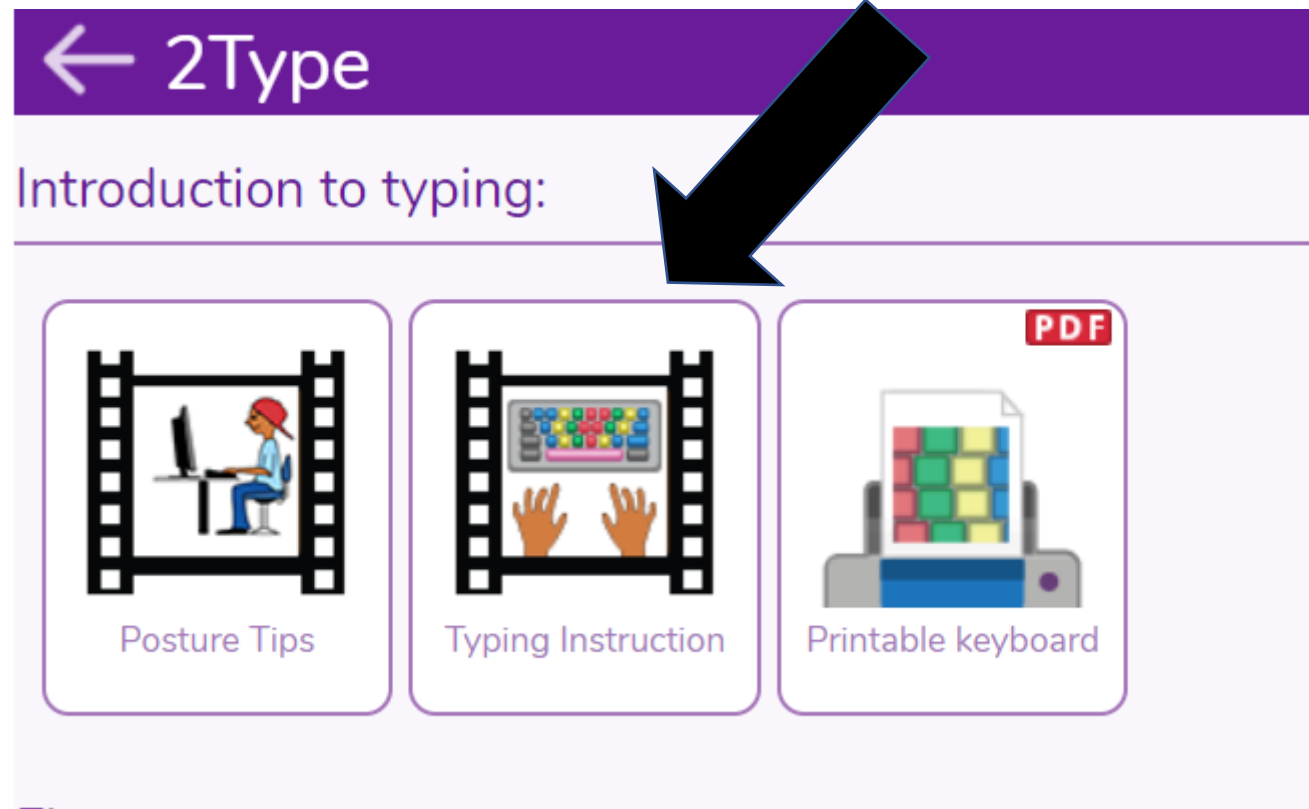 2Type
Introduction to typing:
PDF
Posture Tips
Typing Instruction
Printable keyboard